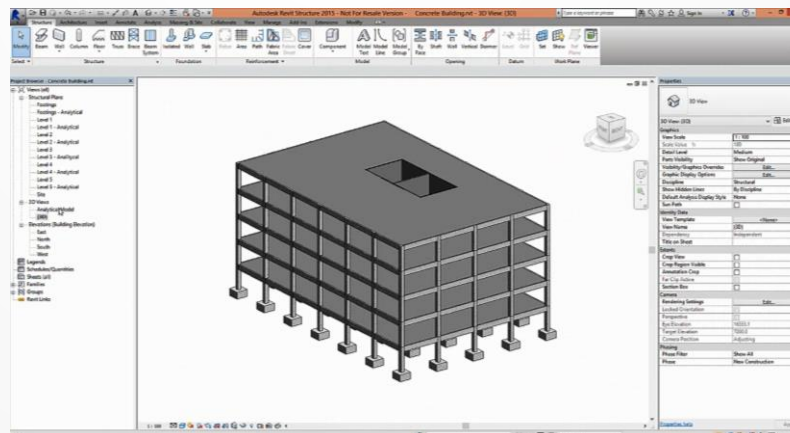 Autodesk Revit Structure 2015 - Not For Resale Version - Concrete Building.rvt - 3D View: {3D}
Structure Architecture Insert Annotate Analyze Massing & Site Collaborate View Manage Add-Ins Extensions Modify
Modify Beam Wall Column Floor Truss Brace Beam System Isolated Wall Slab Rebar Area Path Fabric Area Fabric Sheet Cover Component Model Text Model Line Model Group By Face Shaft Wall Vertical Dormer Level Grid Set Show Ref Plane Viewer
Select Structure Foundation Reinforcement Model Opening Datum Work Plane
Project Browser - Concrete Building.rvt
Views (all)
Structural Plans
Footings
Footings - Analytical
Level 1
Level 1 - Analytical
Level 2
Level 2 - Analytical
Level 3
Level 3 - Analytical
Level 4
Level 4 - Analytical
Level 5
Level 5 - Analytical
Site
3D Views
Analytical Model
{3D}
Elevations (Building Elevation)
East
North
South
West
Legends
Schedules/Quantities
Sheets (all)
Families
Groups
Revit Links
Properties
3D View
3D View: {3D}
Graphics
View Scale 1 : 100
Scale Value 1: 100
Detail Level Medium
Parts Visibility Show Original
Visibility/Graphics Overrides Edit...
Graphic Display Options Edit...
Discipline Structural
Show Hidden Lines By Discipline
Default Analysis Display Style None
Sun Path
Identity Data
View Template <None>
View Name {3D}
Dependency Independent
Title on Sheet
Extents
Crop View
Crop Region Visible
Annotation Crop
Far Clip Active
Section Box
Camera
Rendering Settings Edit...
Locked Orientation
Perspective
Eye Elevation
Target Elevation
Camera Position Adjusting
Phasing
Phase Filter Show All
Phase New Construction
Properties help
1 : 100